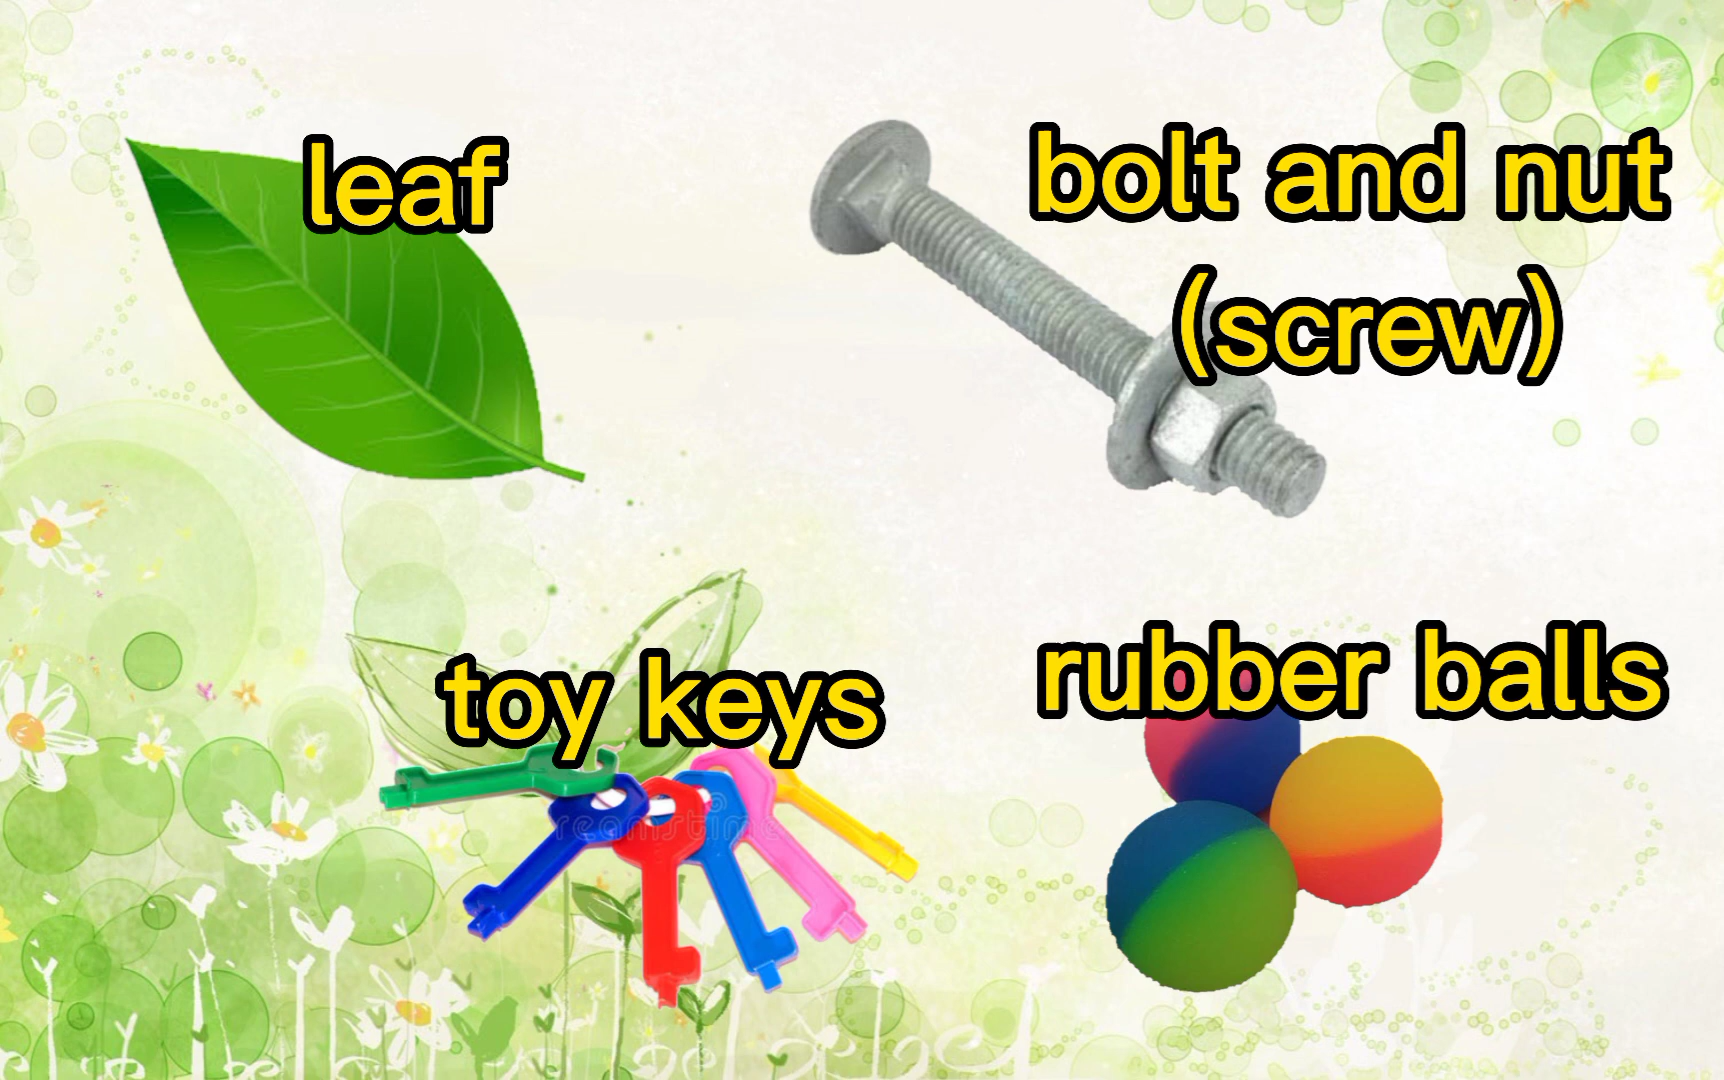 leaf
bolt and nut
(screw)
toy keys
rubber balls